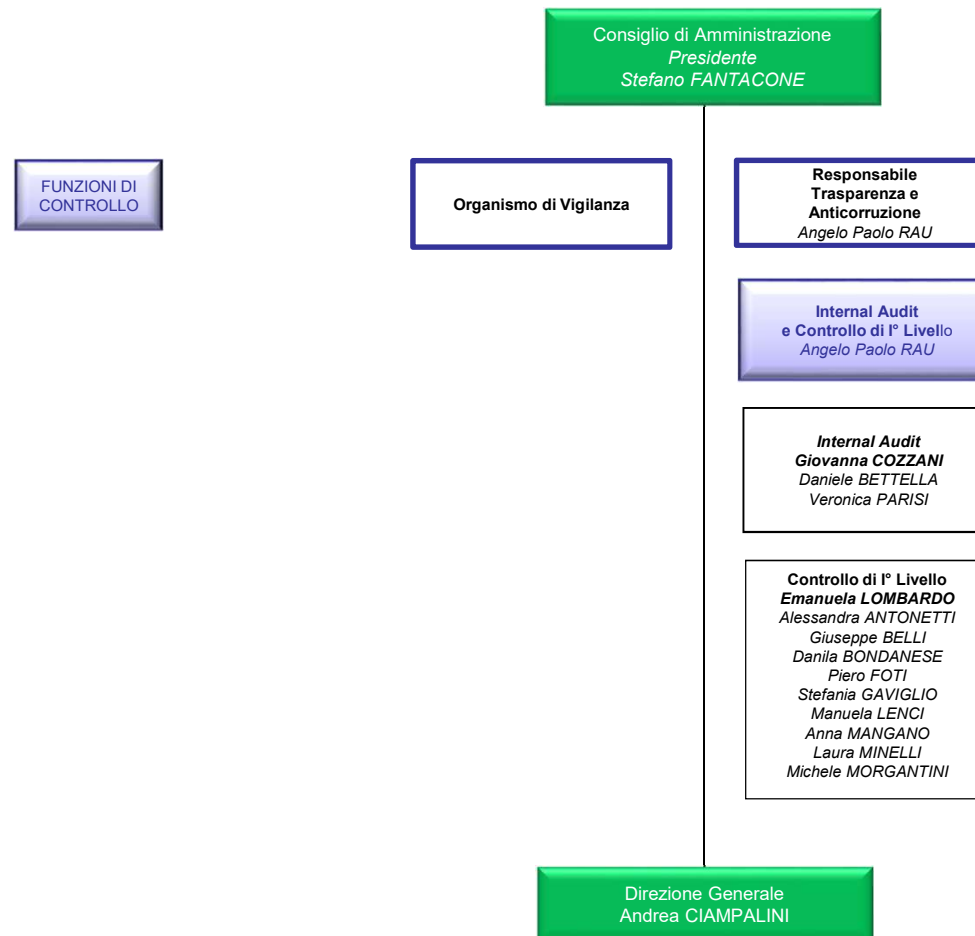 Consiglio di Amministrazione
Presidente
Stefano FANTACONE
FUNZIONI DI
CONTROLLO
Organismo di Vigilanza
Responsabile
Trasparenza e
Anticorruzione
Angelo Paolo RAU
Internal Audit
e Controllo di I° Livello
Angelo Paolo RAU
Internal Audit
Giovanna COZZANI
Daniele BETTELLA
Veronica PARISI
Controllo di I° Livello
Emanuela LOMBARDO
Alessandra ANTONETTI
Giuseppe BELLI
Danila BONDANESE
Piero FOTI
Stefania GAVIGLIO
Manuela LENCI
Anna MANGANO
Laura MINELLI
Michele MORGANTINI
Direzione Generale
Andrea CIAMPALINI